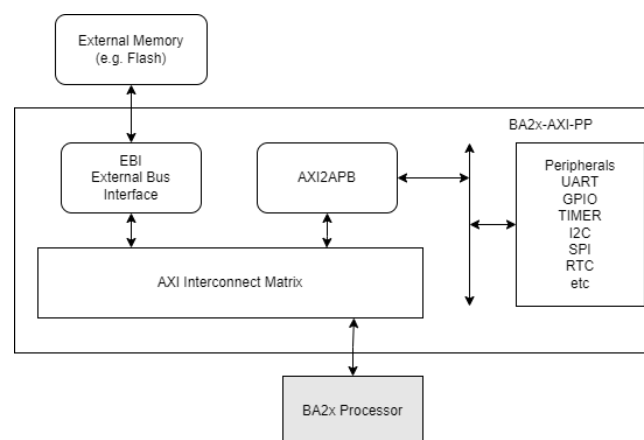 External Memory
(e.g. Flash)
BA2x-AXI-PP
EBI
External Bus
Interface
AXI2APB
Peripherals
UART
GPIO
TIMER
I2C
SPI
RTC
etc
AXI Interconnect Matrix
BA2x Processor